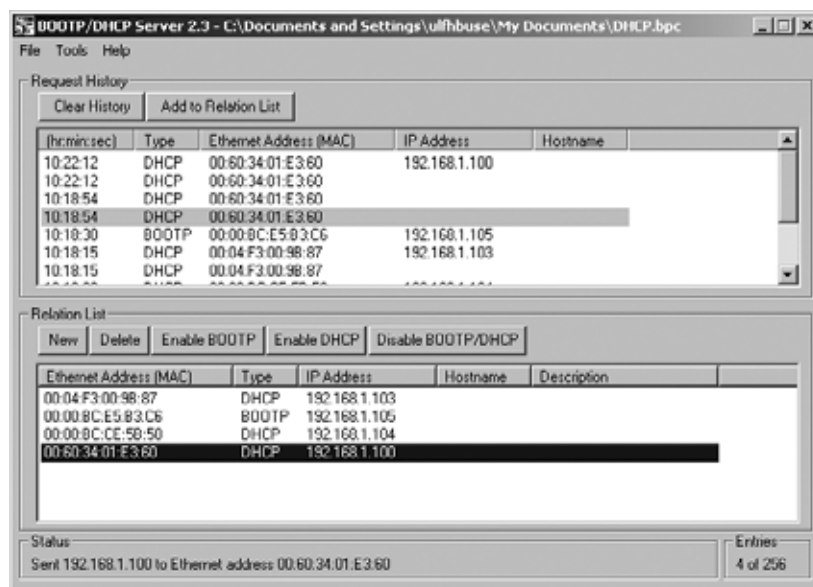 BOOTP/DHCP Server 2.3 - C:\Documents and Settings\ulfhbuse\My Documents\DHCP.bpc
File Tools Help
Request History
Clear History Add to Relation List
(hr:min:sec) Type Ethernet Address (MAC) IP Address Hostname
10:22:12 DHCP 00:60:34:01:E3:60 192.168.1.100
10:22:12 DHCP 00:60:34:01:E3:60
10:18:54 DHCP 00:60:34:01:E3:60
10:18:54 DHCP 00:60:34:01:E3:60
10:18:30 BOOTP 00:00:BC:E5:B3:C6 192.168.1.105
10:18:15 DHCP 00:04:F3:00:9B:87 192.168.1.103
10:18:15 DHCP 00:04:F3:00:9B:87
Relation List
New Delete Enable BOOTP Enable DHCP Disable BOOTP/DHCP
Ethernet Address (MAC) Type IP Address Hostname Description
00:04:F3:00:9B:87 DHCP 192.168.1.103
00:00:BC:E5:B3:C6 BOOTP 192.168.1.105
00:00:BC:CE:5B:50 DHCP 192.168.1.104
00:60:34:01:E3:60 DHCP 192.168.1.100
Status
Sent 192.168.1.100 to Ethernet address 00:60:34:01:E3:60
Entries
4 of 256